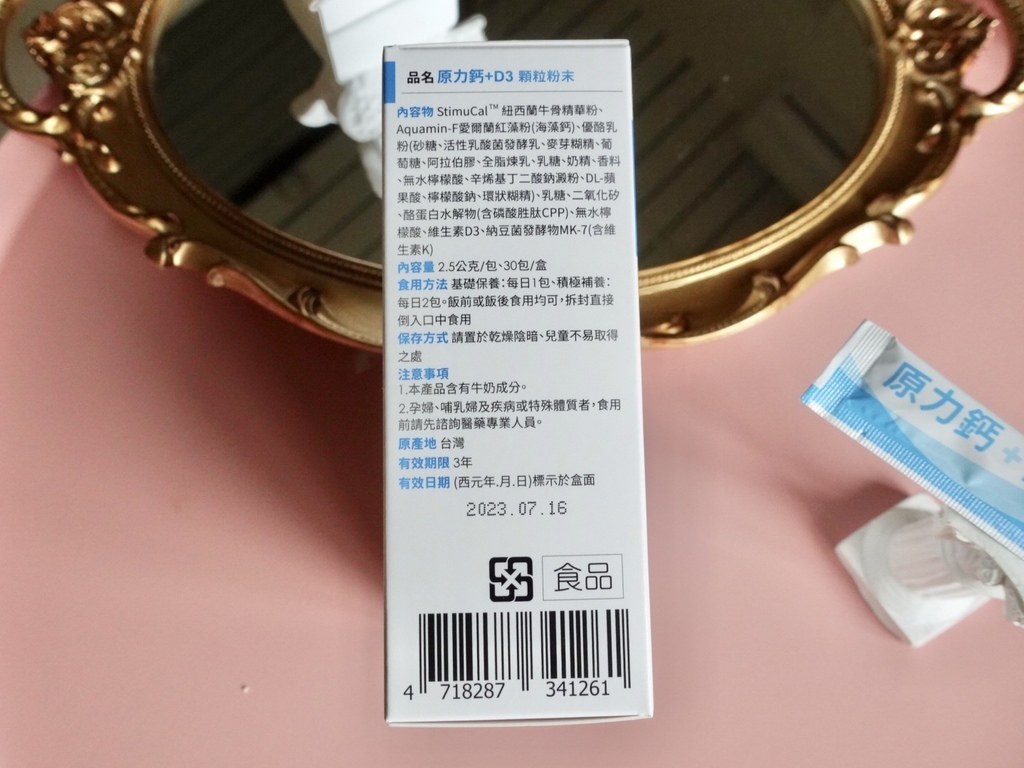 品名 原力鈣+D3 顆粒粉末
內容物 StimuCal™ 紐西蘭牛骨精華粉、
Aquamin-F愛爾蘭紅藻粉(海藻鈣)、優酪乳
粉(砂糖、活性乳酸菌發酵乳、麥芽糊精、葡
萄糖、阿拉伯膠、全脂煉乳、乳糖、奶精、香料
、無水檸檬酸、辛烯基丁二酸鈉澱粉、DL-蘋
果酸、檸檬酸鈉、環狀糊精)、乳糖、二氧化矽
、酪蛋白水解物(含磷酸胜肽CPP)、無水檸
檬酸、維生素D3、納豆菌發酵物MK-7(含維
生素K)
內容量 2.5公克/包、30包/盒
食用方法 基礎保養：每日1包、積極補養：
每日2包。飯前或飯後食用均可，拆封直接
倒入口中食用
保存方式 請置於乾燥陰暗、兒童不易取得
之處
注意事項
1.本產品含有牛奶成分。
2.孕婦、哺乳婦及疾病或特殊體質者，食用
前請先諮詢醫藥專業人員。
原產地 台灣
有效期限 3年
有效日期 (西元年.月.日)標示於盒面
2023.07.16
食品
4 718287 341261
原力鈣+